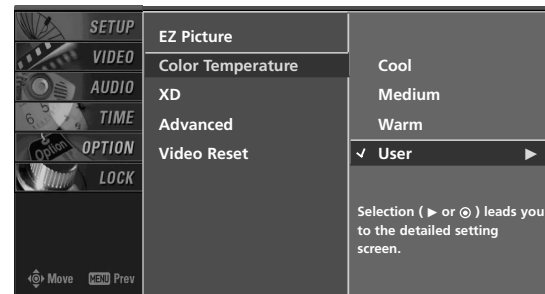 SETUP
VIDEO
AUDIO
TIME
OPTION
LOCK
Move MENU Prev
EZ Picture
Color Temperature
XD
Advanced
Video Reset
Cool
Medium
Warm
✓ User ▶
Selection ( ▶ or ◉ ) leads you
to the detailed setting
screen.